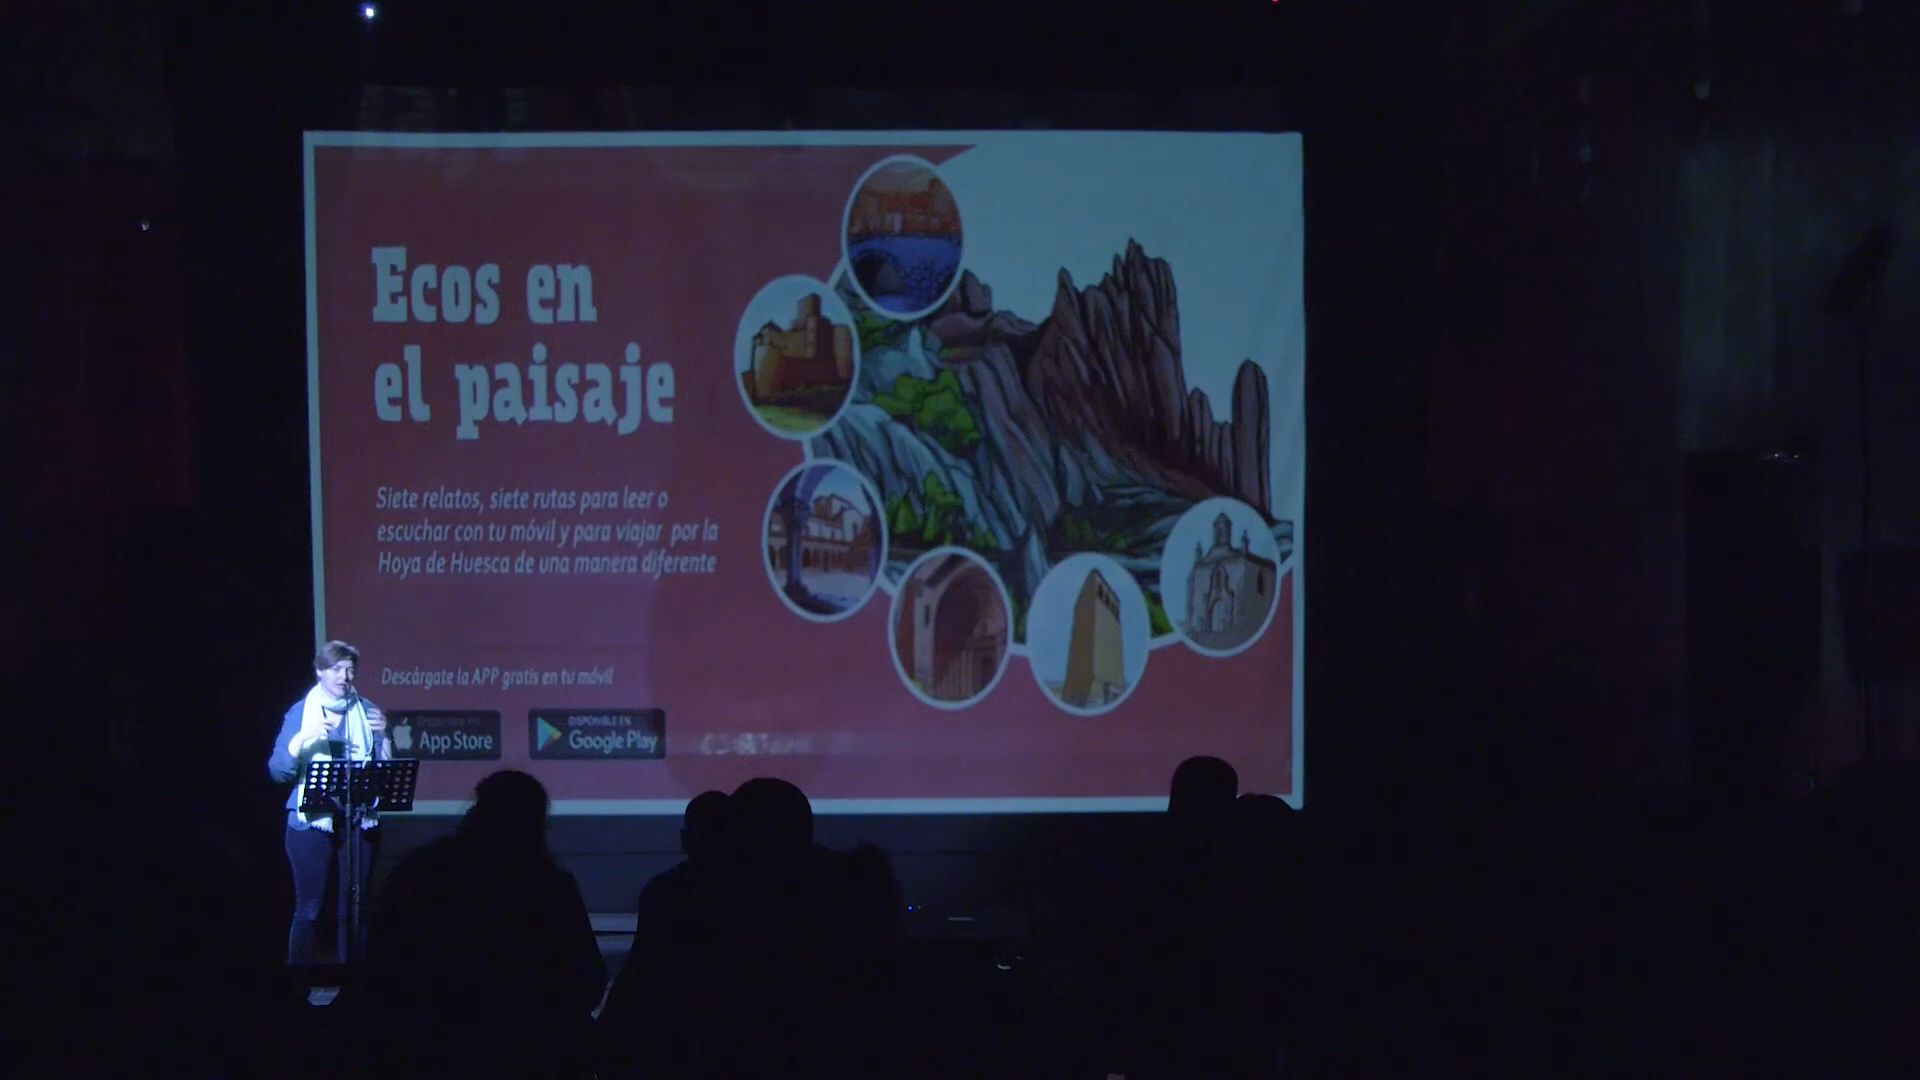 Ecos en
el paisaje
Siete relatos, siete rutas para leer o
escuchar con tu móvil y para viajar por la
Hoya de Huesca de una manera diferente
Descárgate la APP gratis en tu móvil
App Store
DISPONIBLE EN
Google Play